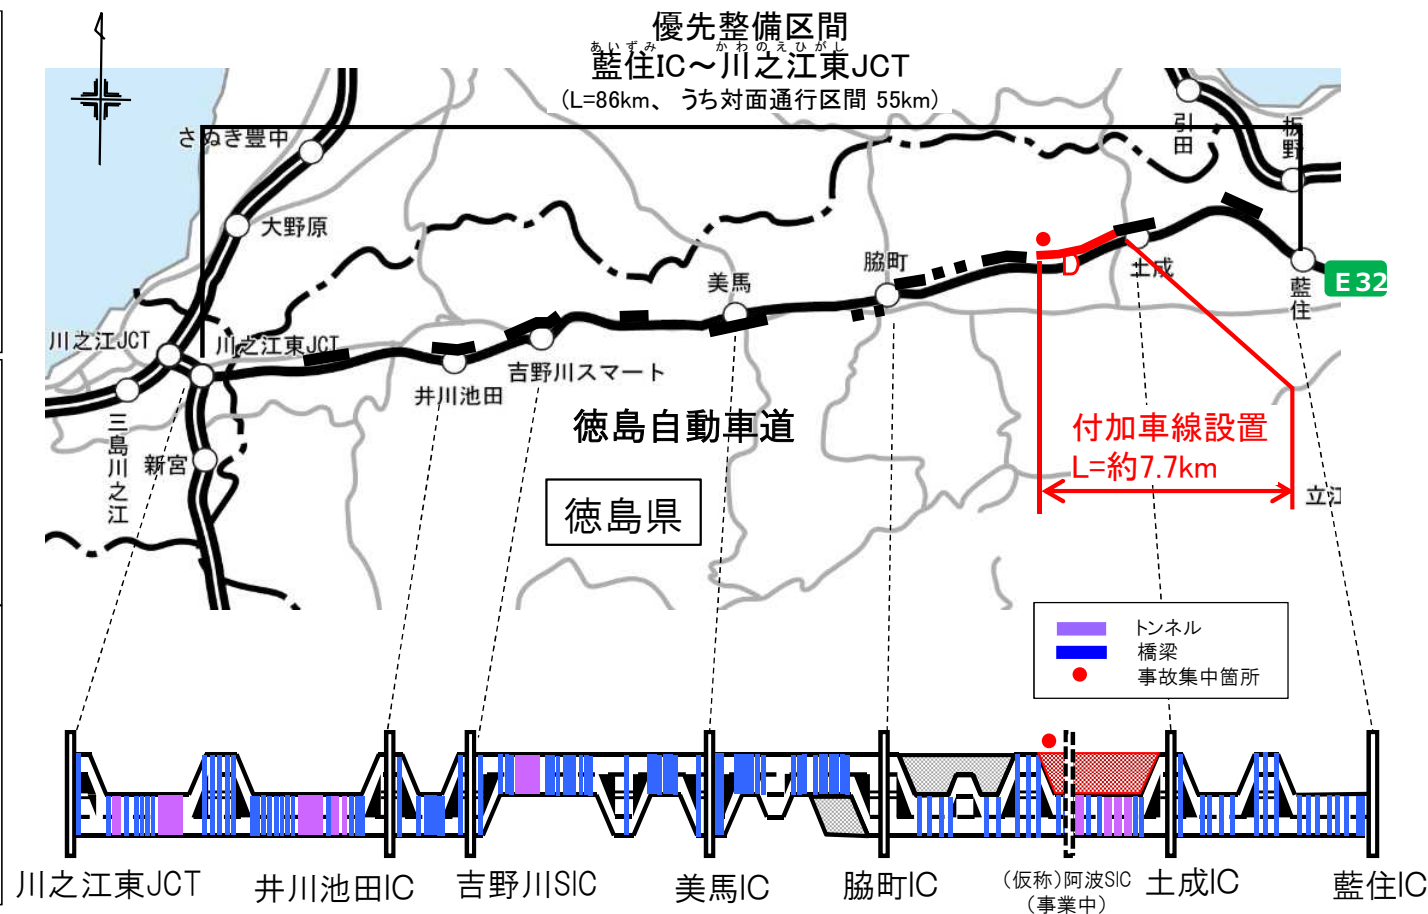 優先整備区間
あいずみ かわのえひがし
藍住IC～川之江東JCT
(L=86km、うち対面通行区間 55km)
さぬき豊中
引田
板野
大野原
土成
脇町
美馬
藍住
E32
川之江JCT
川之江東JCT
吉野川スマート
井川池田
三島川之江
新宮
徳島自動車道
徳島県
付加車線設置
L=約7.7km
立江
トンネル
橋梁
事故集中箇所
川之江東JCT
井川池田IC
吉野川SIC
美馬IC
脇町IC
(仮称)阿波SIC
(事業中)
土成IC
藍住IC